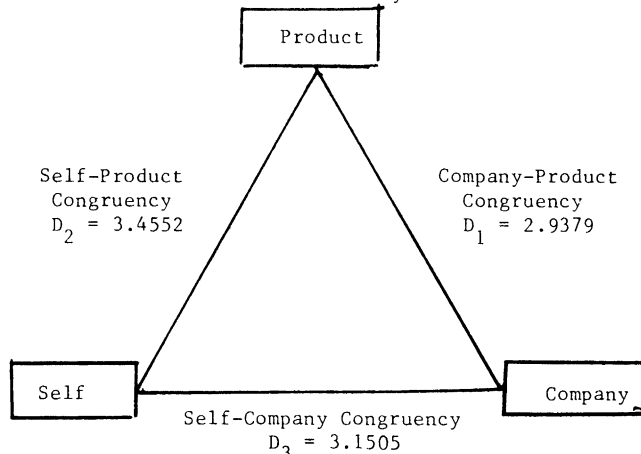 Product
Self-Product
Congruency
D2 = 3.4552
Company-Product
Congruency
D1 = 2.9379
Self
Company
Self-Company Congruency
D3 = 3.1505